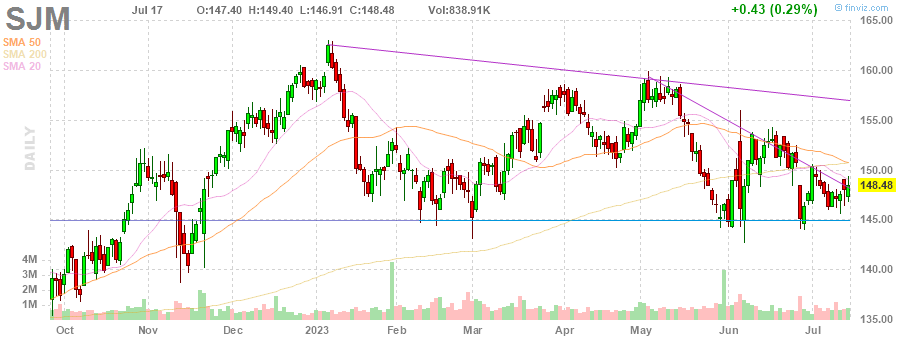 SJM
Jul 17 O:147.40 H:149.40 L:146.91 C:148.48 Vol:838.91K +0.43 (0.29%)
© finviz.com
SMA 50
SMA 200
SMA 20
DAILY
165.00
160.00
155.00
150.00
148.48
145.00
140.00
135.00
4M
3M
2M
1M
Oct Nov Dec 2023 Feb Mar Apr May Jun Jul